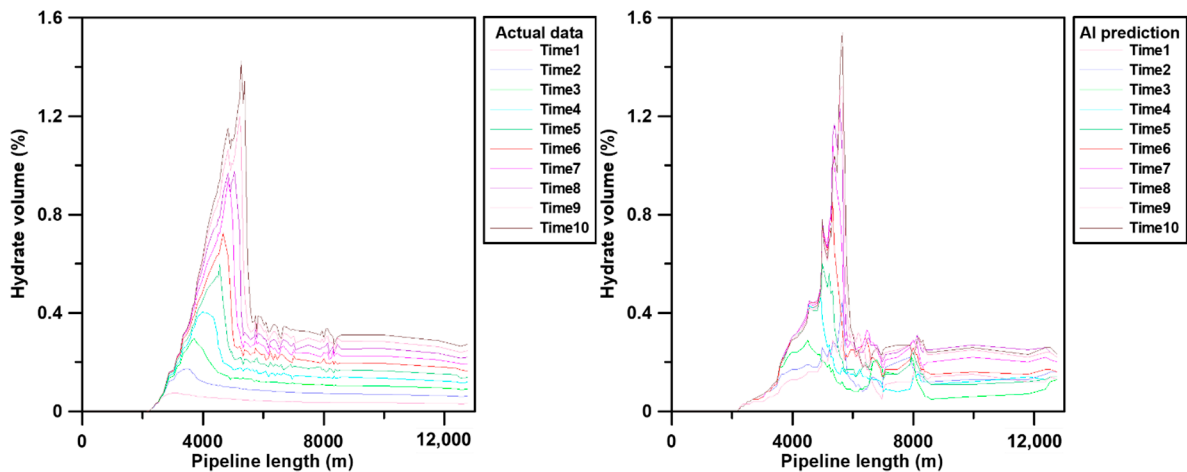 1.6
1.2
0.8
0.4
0
Hydrate volume (%)
0
4000
8000
12,000
Pipeline length (m)
Actual data
Time1
Time2
Time3
Time4
Time5
Time6
Time7
Time8
Time9
Time10
1.6
1.2
0.8
0.4
0
Hydrate volume (%)
0
4000
8000
12,000
Pipeline length (m)
AI prediction
Time1
Time2
Time3
Time4
Time5
Time6
Time7
Time8
Time9
Time10